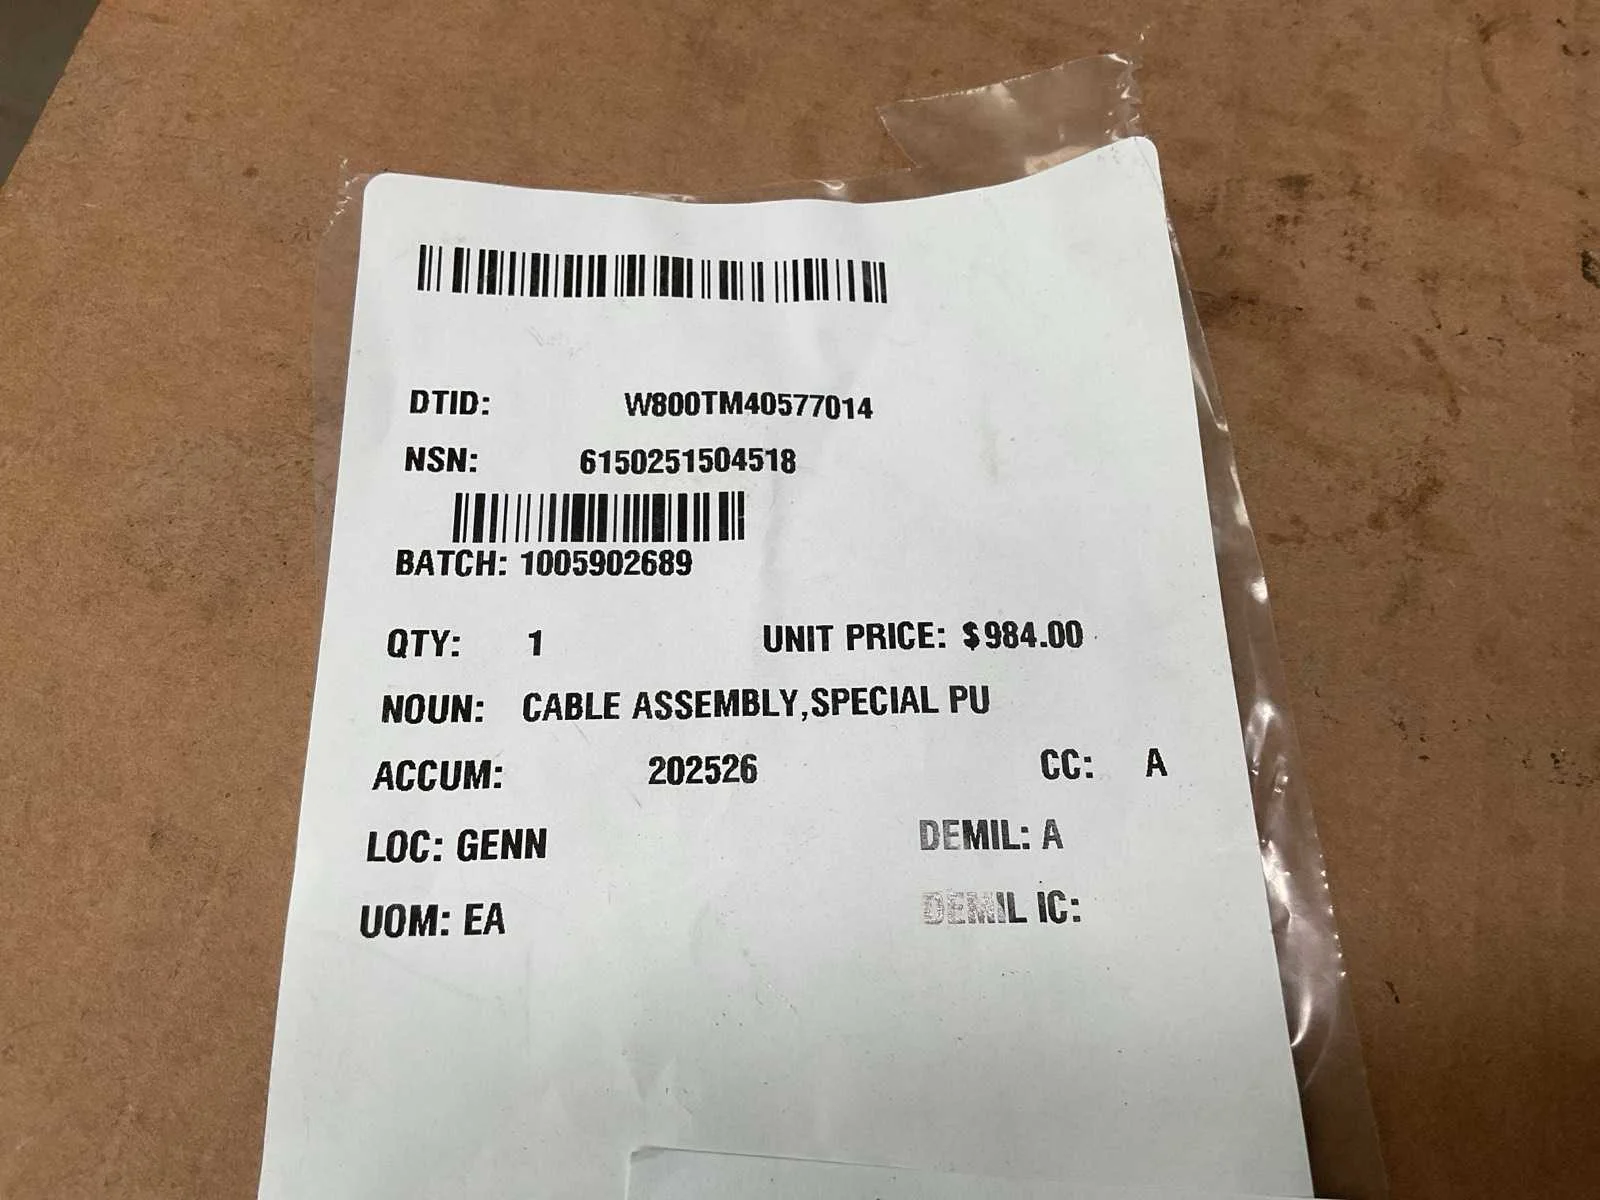 DTID: W800TM40577014
NSN: 6150251504518
BATCH: 1005902689
QTY: 1 UNIT PRICE: $984.00
NOUN: CABLE ASSEMBLY,SPECIAL PU
ACCUM: 202526 CC: A
LOC: GENN DEMIL: A
UOM: EA DEMIL IC: